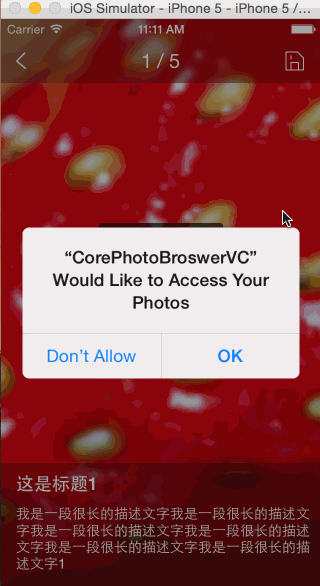 iOS Simulator - iPhone 5 - iPhone 5 /...
Carrier
11:11 AM
1 / 5
“CorePhotoBroswerVC”
Would Like to Access Your
Photos
Don’t Allow
OK
这是标题1
我是一段很长的描述文字我是一段很长的描述文
字我是一段很长的描述文字我是一段很长的描述
文字我是一段很长的描述文字我是一段很长的描
述文字1